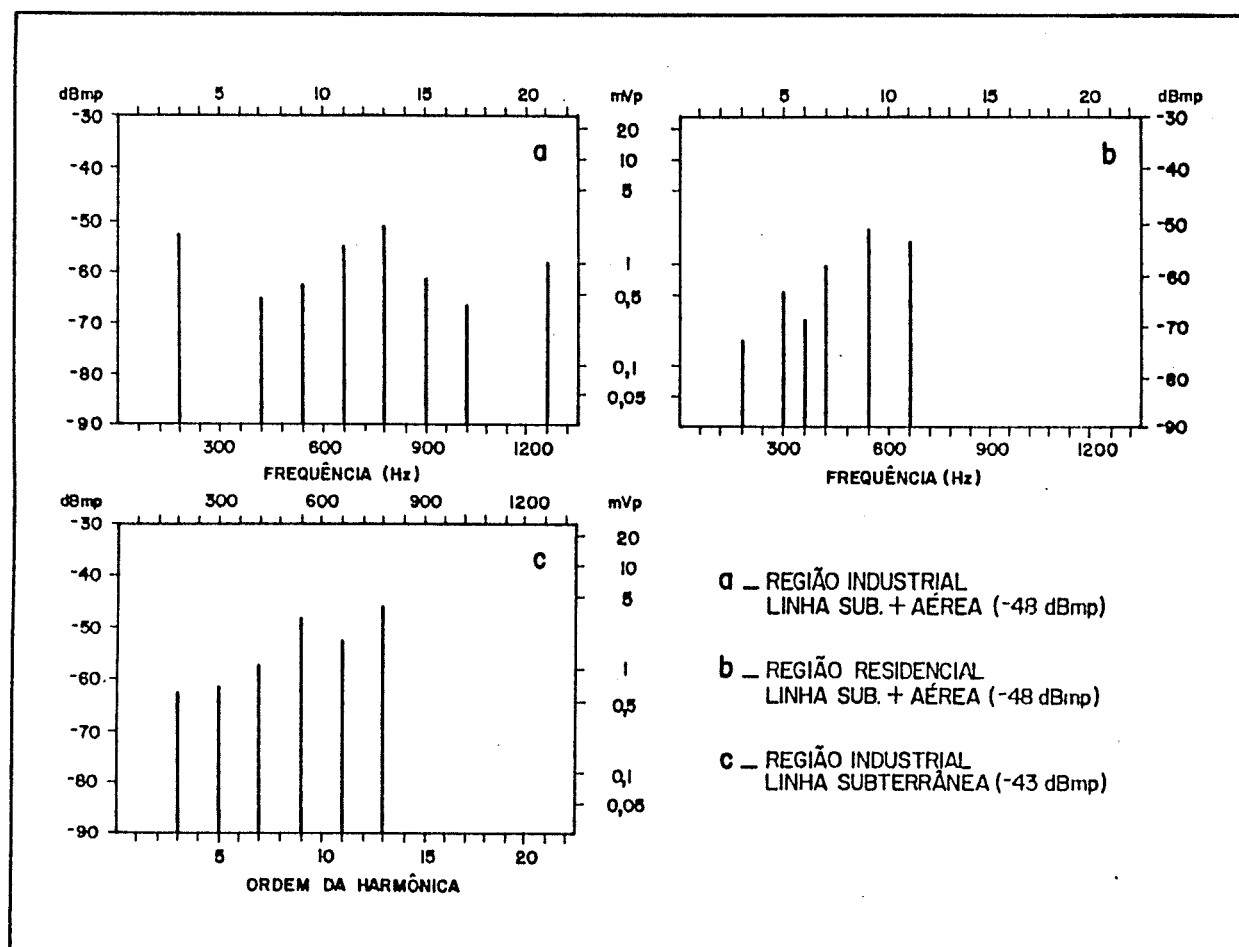 5 10 15 20
dBmp mVp
-30
-40
-50
-60
-70
-80
-90
20
10
5
1
0,5
0,1
0,05
a
300 600 900 1200
FREQUÊNCIA (Hz)
5 10 15 20
dBmp
-30
-40
-50
-60
-70
-80
-90
b
300 600 900 1200
FREQUÊNCIA (Hz)
dBmp 300 600 900 1200 mVp
-30
-40
-50
-60
-70
-80
-90
20
10
5
1
0,5
0,1
0,05
c
5 10 15 20
ORDEM DA HARMÔNICA
a _ REGIÃO INDUSTRIAL
LINHA SUB. + AÉREA (-48 dBmp)
b _ REGIÃO RESIDENCIAL
LINHA SUB. + AÉREA (-48 dBmp)
c _ REGIÃO INDUSTRIAL
LINHA SUBTERRÂNEA (-43 dBmp)